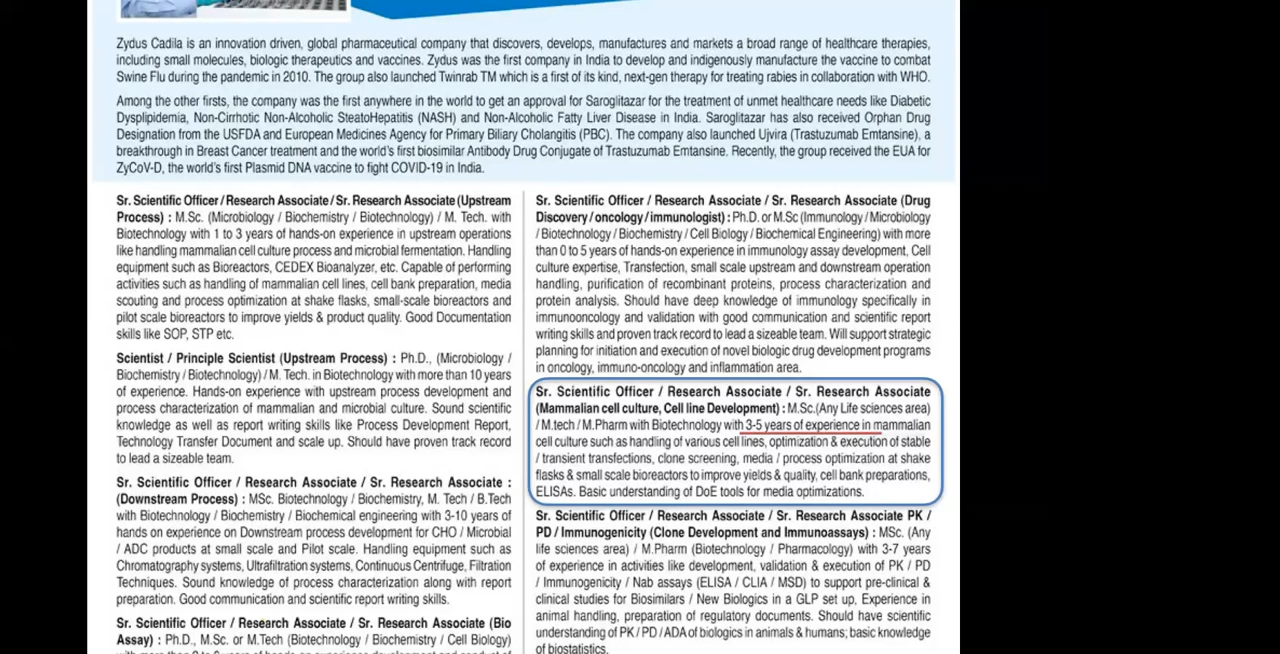 Zydus Cadila is an innovation driven, global pharmaceutical company that discovers, develops, manufactures and markets a broad range of healthcare therapies,
including small molecules, biologic therapeutics and vaccines. Zydus was the first company in India to develop and indigenously manufacture the vaccine to combat
Swine Flu during the pandemic in 2010. The group also launched Twinrab TM which is a first of its kind, next-gen therapy for treating rabies in collaboration with WHO.
Among the other firsts, the company was the first anywhere in the world to get an approval for Saroglitazar for the treatment of unmet healthcare needs like Diabetic
Dysplipidemia, Non-Cirrhotic Non-Alcoholic SteatoHepatitis (NASH) and Non-Alcoholic Fatty Liver Disease in India. Saroglitazar has also received Orphan Drug
Designation from the USFDA and European Medicines Agency for Primary Biliary Cholangitis (PBC). The company also launched Ujvira (Trastuzumab Emtansine), a
breakthrough in Breast Cancer treatment and the world's first biosimilar Antibody Drug Conjugate of Trastuzumab Emtansine. Recently, the group received the EUA for
ZyCoV-D, the world's first Plasmid DNA vaccine to fight COVID-19 in India.
Sr. Scientific Officer / Research Associate / Sr. Research Associate (Upstream
Process) : M.Sc. (Microbiology / Biochemistry / Biotechnology) / M. Tech. with
Biotechnology with 1 to 3 years of hands-on experience in upstream operations
like handling mammalian cell culture process and microbial fermentation. Handling
equipment such as Bioreactors, CEDEX Bioanalyzer, etc. Capable of performing
activities such as handling of mammalian cell lines, cell bank preparation, media
scouting and process optimization at shake flasks, small-scale bioreactors and
pilot scale bioreactors to improve yields & product quality. Good Documentation
skills like SOP, STP etc.
Scientist / Principle Scientist (Upstream Process) : Ph.D., (Microbiology /
Biochemistry / Biotechnology) / M. Tech. in Biotechnology with more than 10 years
of experience. Hands-on experience with upstream process development and
process characterization of mammalian and microbial culture. Sound scientific
knowledge as well as report writing skills like Process Development Report,
Technology Transfer Document and scale up. Should have proven track record
to lead a sizeable team.
Sr. Scientific Officer / Research Associate / Sr. Research Associate :
(Downstream Process) : MSc. Biotechnology / Biochemistry, M. Tech / B.Tech
with Biotechnology / Biochemistry / Biochemical engineering with 3-10 years of
hands on experience on Downstream process development for CHO / Microbial
/ ADC products at small scale and Pilot scale. Handling equipment such as
Chromatography systems, Ultrafiltration systems, Continuous Centrifuge, Filtration
Techniques. Sound knowledge of process characterization along with report
preparation. Good communication and scientific report writing skills.
Sr. Scientific Officer / Research Associate / Sr. Research Associate (Bio
Assay) : Ph.D., M.Sc. or M.Tech (Biotechnology / Biochemistry / Cell Biology)
Sr. Scientific Officer / Research Associate / Sr. Research Associate (Drug
Discovery / oncology / immunologist) : Ph.D. or M.Sc (Immunology / Microbiology
/ Biotechnology / Biochemistry / Cell Biology / Biochemical Engineering) with more
than 0 to 5 years of hands-on experience in immunology assay development, Cell
culture expertise, Transfection, small scale upstream and downstream operation
handling, purification of recombinant proteins, process characterization and
protein analysis. Should have deep knowledge of immunology specifically in
immunooncology and validation with good communication and scientific report
writing skills and proven track record to lead a sizeable team. Will support strategic
planning for initiation and execution of novel biologic drug development programs
in oncology, immuno-oncology and inflammation area.
Sr. Scientific Officer / Research Associate / Sr. Research Associate
(Mammalian cell culture, Cell line Development) : M.Sc.(Any Life sciences area)
/ M.tech / M.Pharm with Biotechnology with 3-5 years of experience in mammalian
cell culture such as handling of various cell lines, optimization & execution of stable
/ transient transfections, clone screening, media / process optimization at shake
flasks & small scale bioreactors to improve yields & quality, cell bank preparations,
ELISAs. Basic understanding of DoE tools for media optimizations.
Sr. Scientific Officer / Research Associate / Sr. Research Associate PK /
PD / Immunogenicity (Clone Development and Immunoassays) : MSc. (Any
life sciences area) / M.Pharm (Biotechnology / Pharmacology) with 3-7 years
of experience in activities like development, validation & execution of PK / PD
/ Immunogenicity / Nab assays (ELISA / CLIA / MSD) to support pre-clinical &
clinical studies for Biosimilars / New Biologics in a GLP set up, Experience in
animal handling, preparation of regulatory documents. Should have scientific
understanding of PK / PD / ADA of biologics in animals & humans; basic knowledge
of biostatistics.